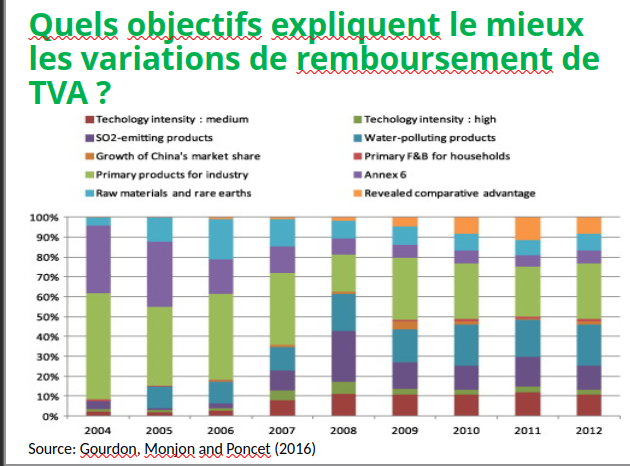 Quels objectifs expliquent le mieux
les variations de remboursement de
TVA ?
Techology intensity : medium
Techology intensity : high
SO2-emitting products
Water-polluting products
Growth of China's market share
Primary F&B for households
Primary products for industry
Annex 6
Raw materials and rare earths
Revealed comparative advantage
100%
90%
80%
70%
60%
50%
40%
30%
20%
10%
0%
2004 2005 2006 2007 2008 2009 2010 2011 2012
Source: Gourdon, Monjon and Poncet (2016)